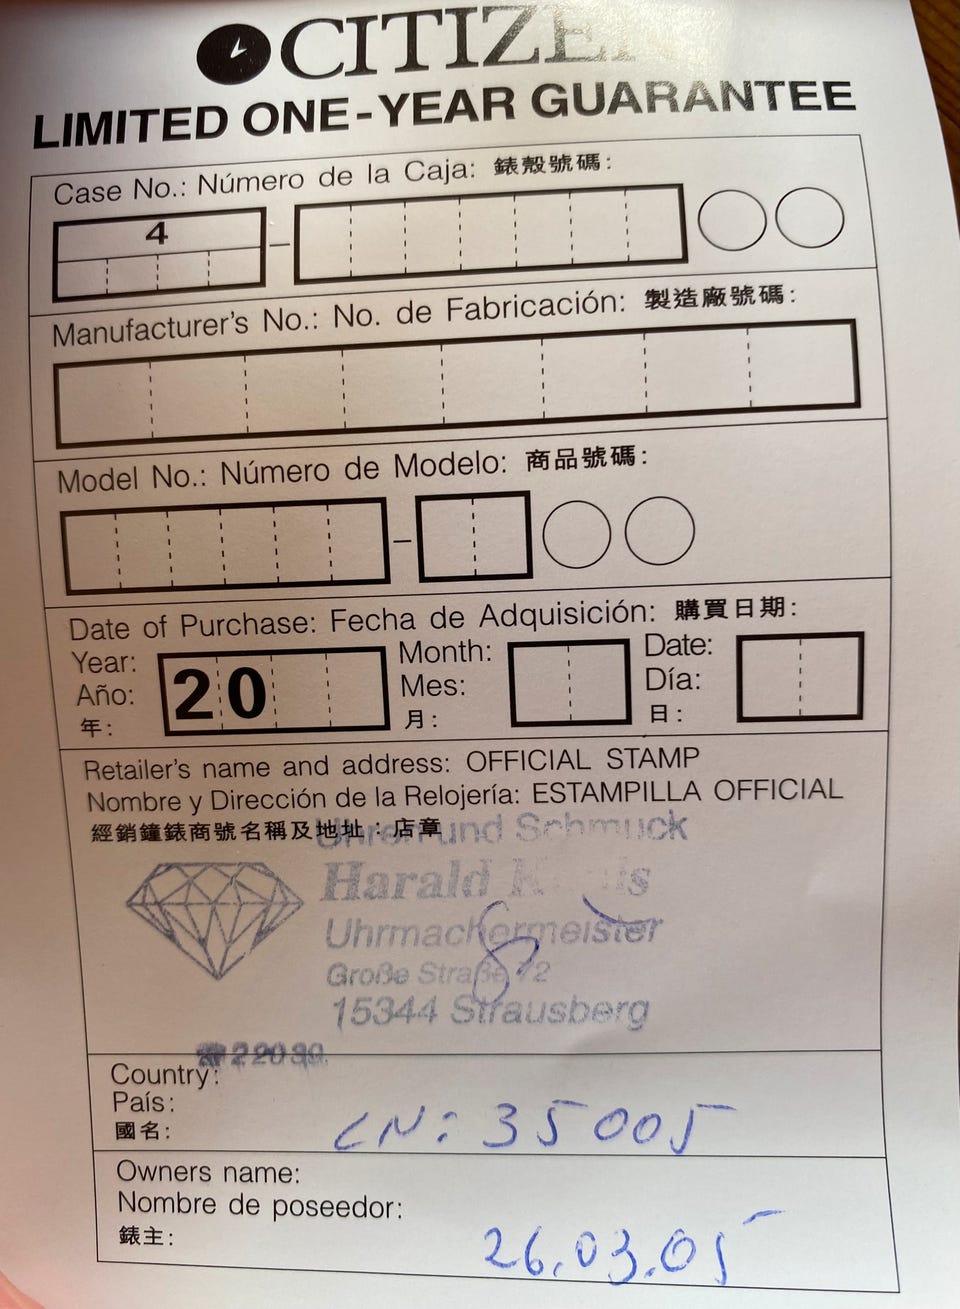 CITIZEN
LIMITED ONE-YEAR GUARANTEE
Case No.: Número de la Caja: 錶殼號碼:
4
Manufacturer's No.: No. de Fabricación: 製造廠號碼:
Model No.: Número de Modelo: 商品號碼:
Date of Purchase: Fecha de Adquisición: 購買日期:
Year: Month: Date:
Año: 20 Mes: Día:
年: 月: 日:
Retailer's name and address: OFFICIAL STAMP
Nombre y Dirección de la Relojería: ESTAMPILLA OFFICIAL
經銷鐘錶商號名稱及地址:店章
Uhren und Schmuck
Harald
Uhrmachermeister
Große Straße 72
15344 Strausberg
☎ 22039
Country:
País:
國名:
LN: 35005
Owners name:
Nombre de poseedor:
錶主:
26.03.05